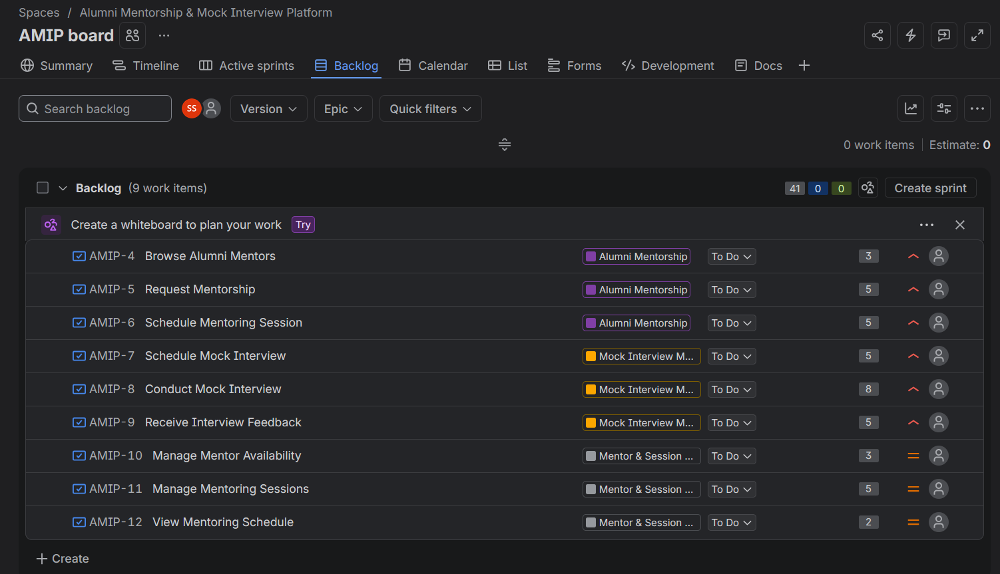 Spaces / Alumni Mentorship & Mock Interview Platform
AMIP board
Summary Timeline Active sprints Backlog Calendar List Forms Development Docs
Search backlog SS Version Epic Quick filters
0 work items Estimate: 0
Backlog (9 work items) 41 0 0 Create sprint
Create a whiteboard to plan your work Try
AMIP-4 Browse Alumni Mentors Alumni Mentorship To Do 3
AMIP-5 Request Mentorship Alumni Mentorship To Do 5
AMIP-6 Schedule Mentoring Session Alumni Mentorship To Do 5
AMIP-7 Schedule Mock Interview Mock Interview M... To Do 5
AMIP-8 Conduct Mock Interview Mock Interview M... To Do 8
AMIP-9 Receive Interview Feedback Mock Interview M... To Do 5
AMIP-10 Manage Mentor Availability Mentor & Session ... To Do 3
AMIP-11 Manage Mentoring Sessions Mentor & Session ... To Do 5
AMIP-12 View Mentoring Schedule Mentor & Session ... To Do 2
Create